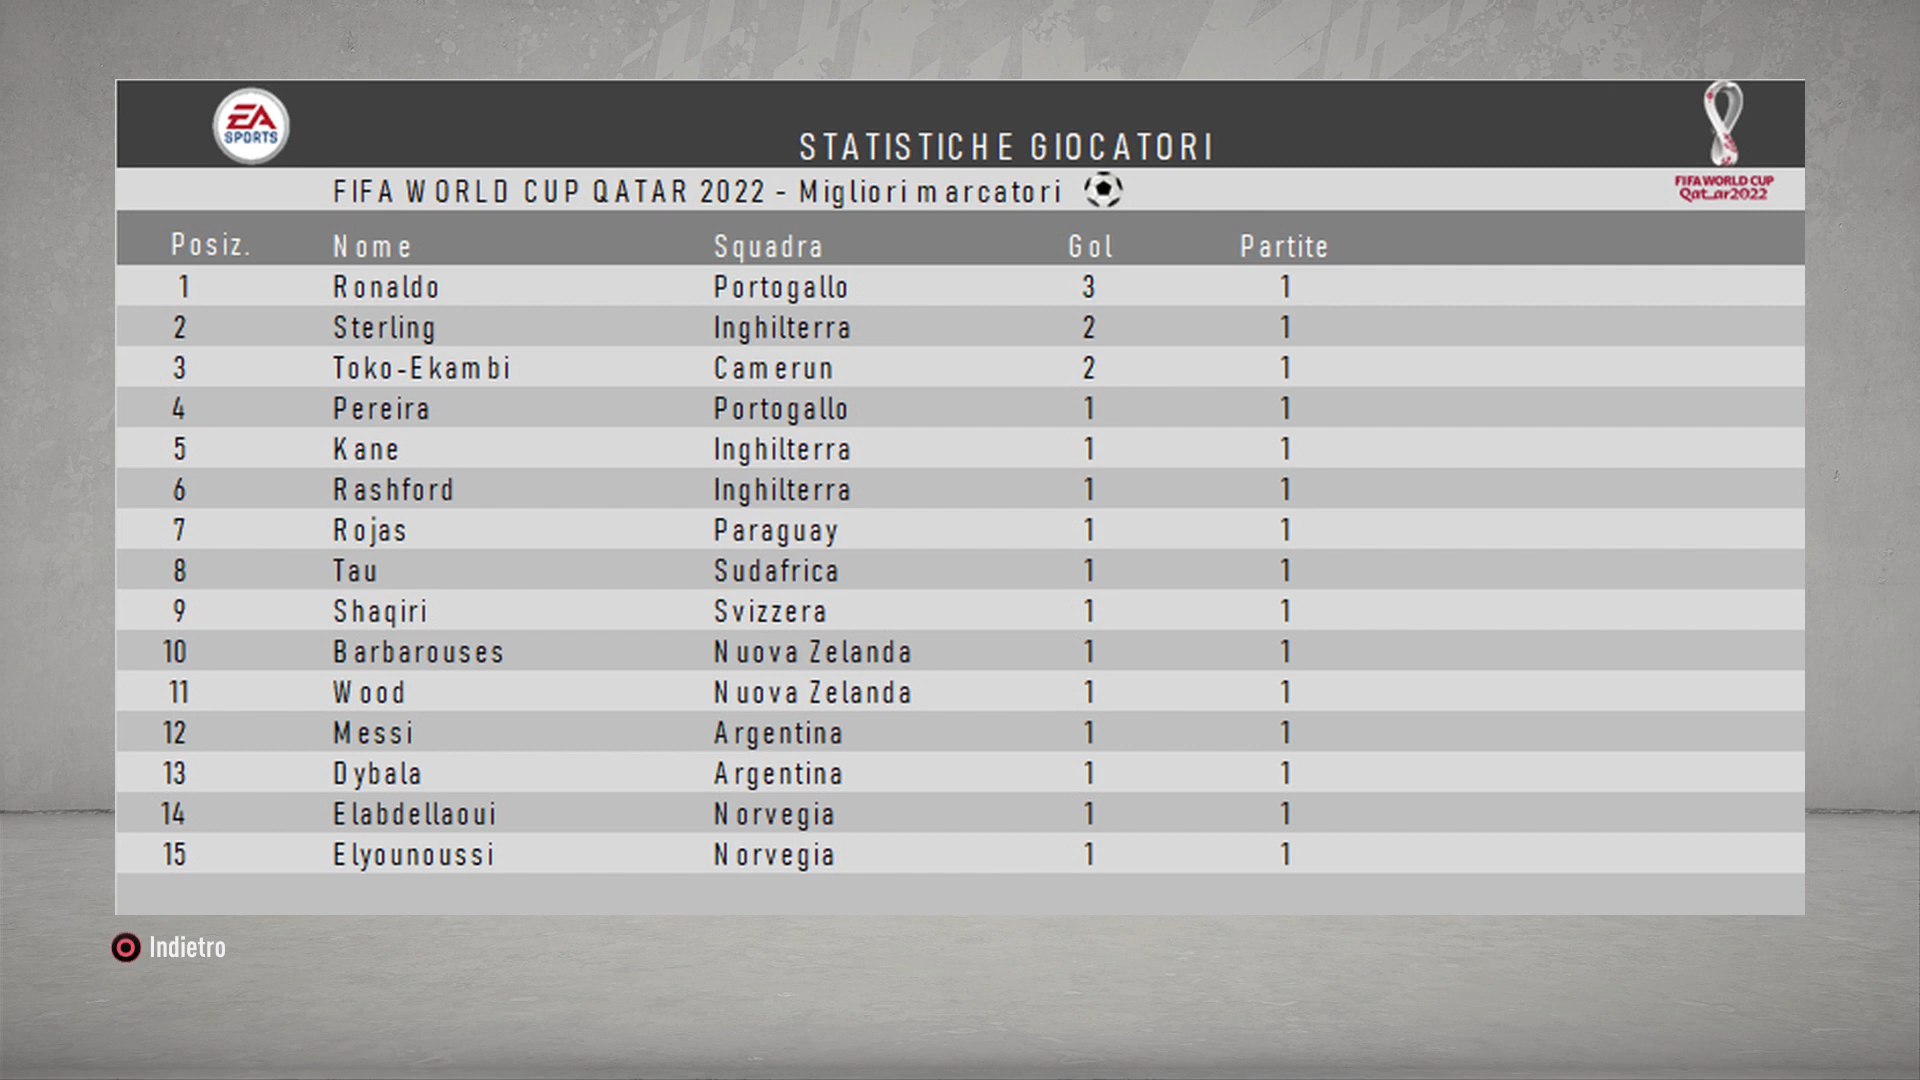 EA
SPORTS
STATISTICHE GIOCATORI
FIFA WORLD CUP QATAR 2022 - Migliori marcatori
FIFA WORLD CUP
Qatar2022
Posiz. Nome Squadra Gol Partite
1 Ronaldo Portogallo 3 1
2 Sterling Inghilterra 2 1
3 Toko-Ekambi Camerun 2 1
4 Pereira Portogallo 1 1
5 Kane Inghilterra 1 1
6 Rashford Inghilterra 1 1
7 Rojas Paraguay 1 1
8 Tau Sudafrica 1 1
9 Shaqiri Svizzera 1 1
10 Barbarouses Nuova Zelanda 1 1
11 Wood Nuova Zelanda 1 1
12 Messi Argentina 1 1
13 Dybala Argentina 1 1
14 Elabdellaoui Norvegia 1 1
15 Elyounoussi Norvegia 1 1
Indietro